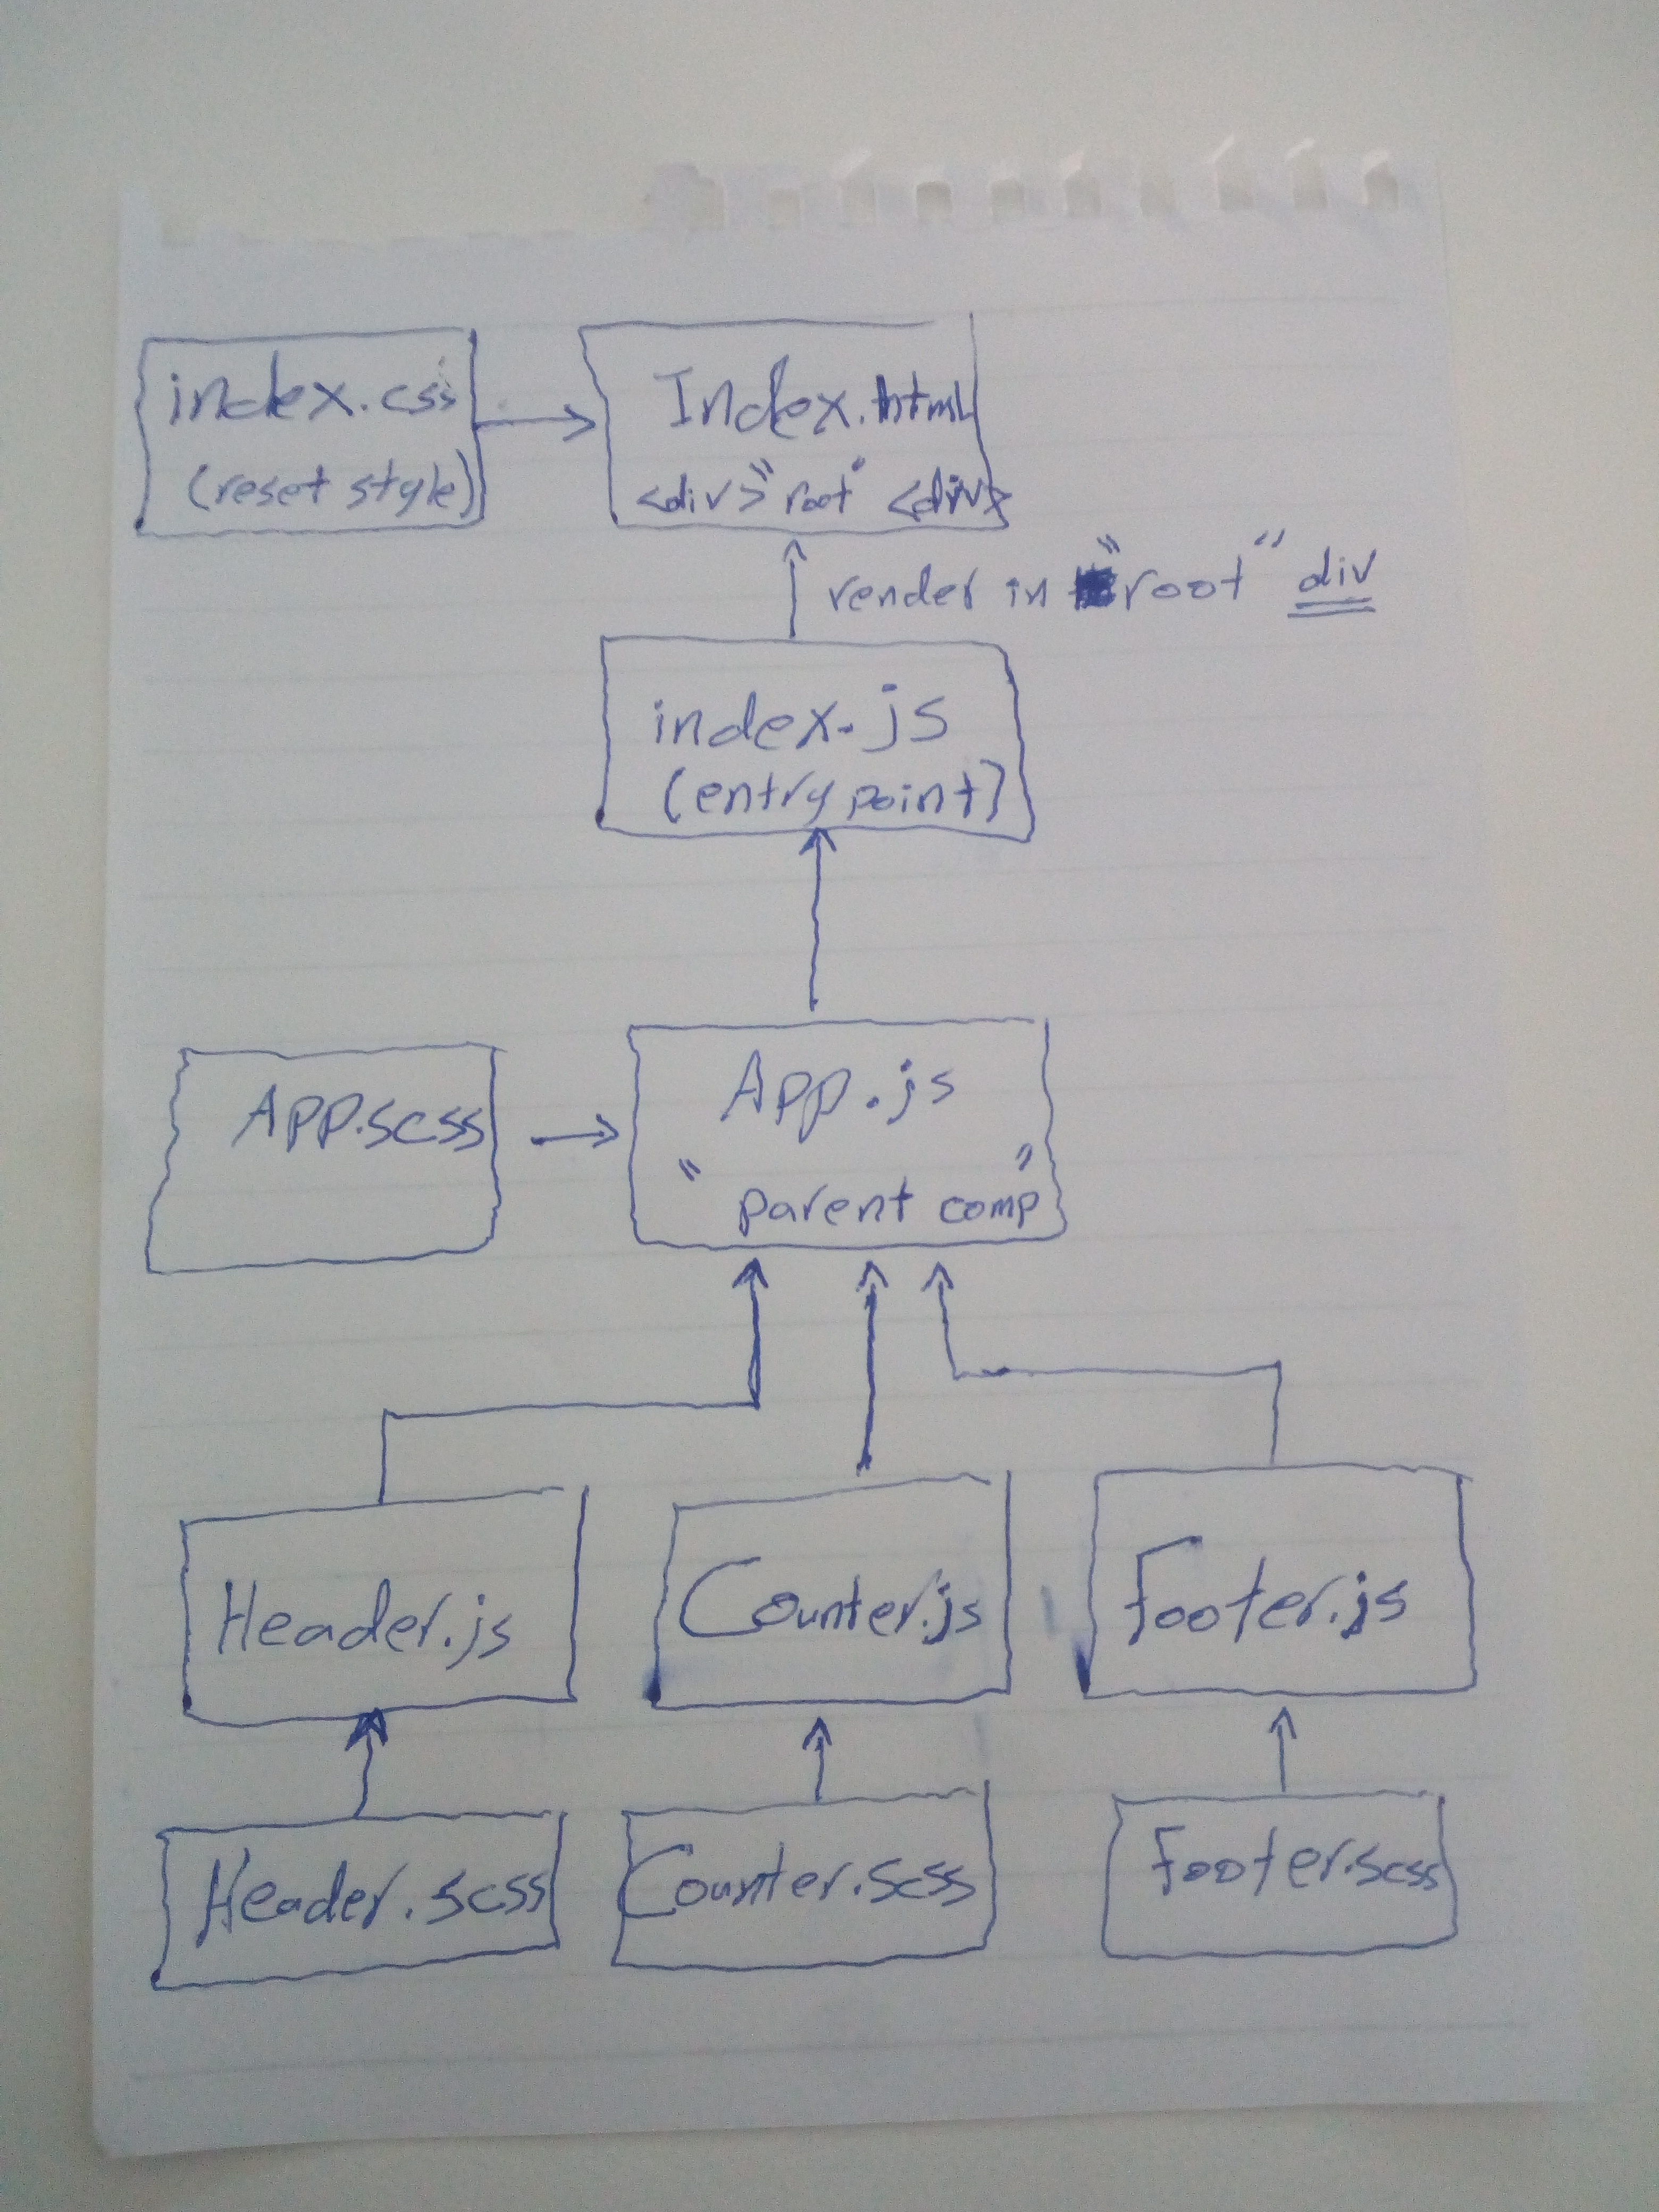 index.css
(reset style)
Index.html
<div>"root"<div>
render in "root" div
index.js
(entry point)
App.scss
App.js
"parent comp"
Header.js
Counter.js
Footer.js
Header.scss
Counter.scss
Footer.scss